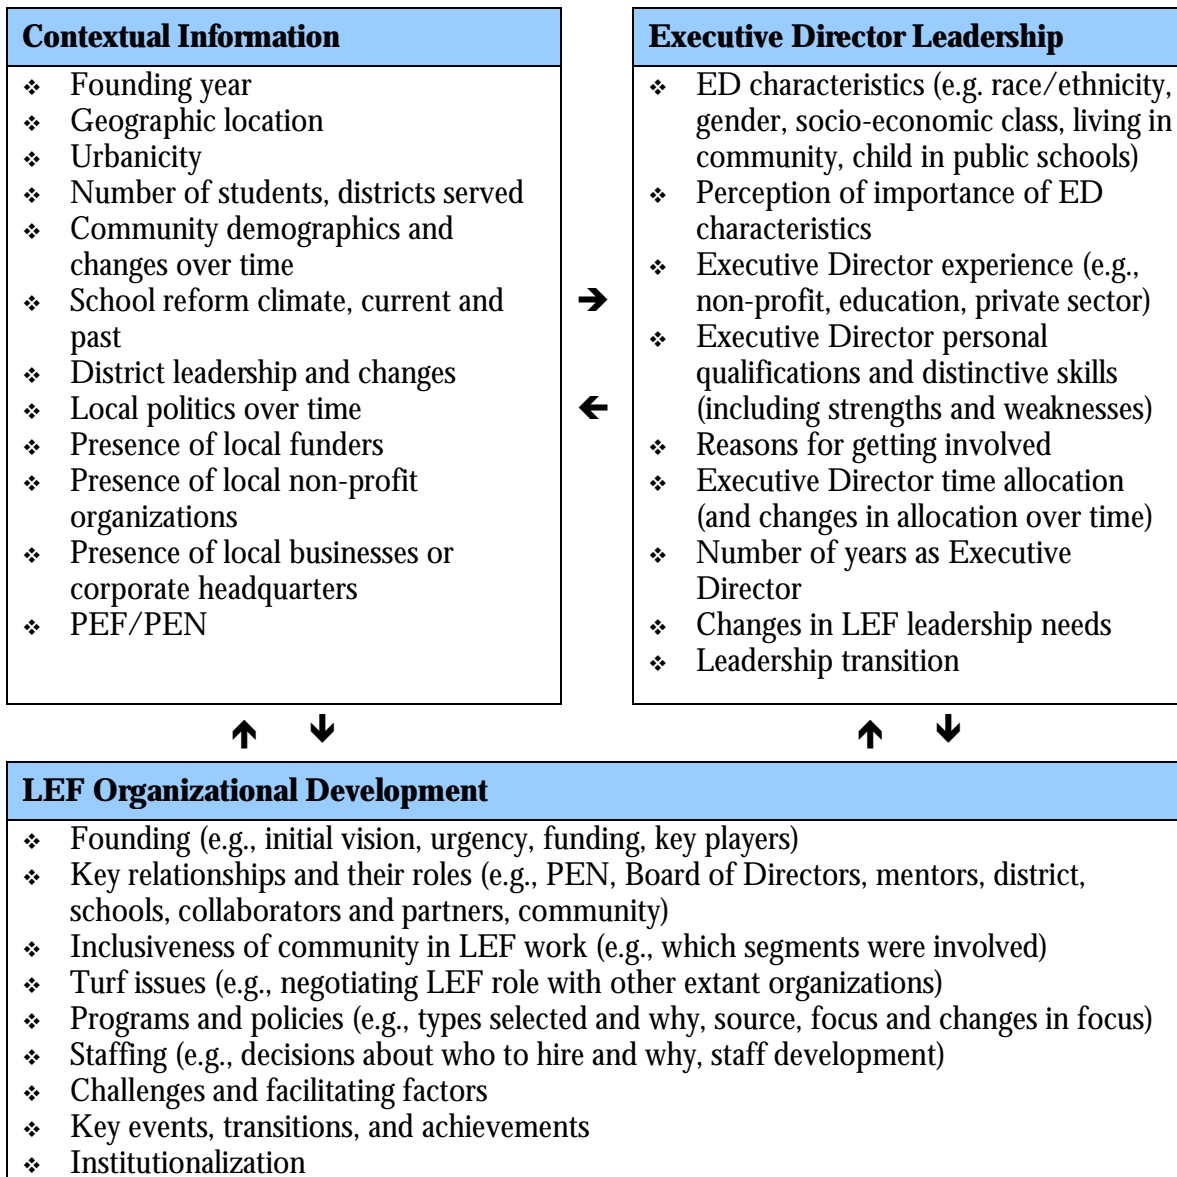 Contextual Information
❖ Founding year
❖ Geographic location
❖ Urbanicity
❖ Number of students, districts served
❖ Community demographics and
changes over time
❖ School reform climate, current and
past
❖ District leadership and changes
❖ Local politics over time
❖ Presence of local funders
❖ Presence of local non-profit
organizations
❖ Presence of local businesses or
corporate headquarters
❖ PEF/PEN
Executive Director Leadership
❖ ED characteristics (e.g. race/ethnicity,
gender, socio-economic class, living in
community, child in public schools)
❖ Perception of importance of ED
characteristics
❖ Executive Director experience (e.g.,
non-profit, education, private sector)
❖ Executive Director personal
qualifications and distinctive skills
(including strengths and weaknesses)
❖ Reasons for getting involved
❖ Executive Director time allocation
(and changes in allocation over time)
❖ Number of years as Executive
Director
❖ Changes in LEF leadership needs
❖ Leadership transition
LEF Organizational Development
❖ Founding (e.g., initial vision, urgency, funding, key players)
❖ Key relationships and their roles (e.g., PEN, Board of Directors, mentors, district,
schools, collaborators and partners, community)
❖ Inclusiveness of community in LEF work (e.g., which segments were involved)
❖ Turf issues (e.g., negotiating LEF role with other extant organizations)
❖ Programs and policies (e.g., types selected and why, source, focus and changes in focus)
❖ Staffing (e.g., decisions about who to hire and why, staff development)
❖ Challenges and facilitating factors
❖ Key events, transitions, and achievements
❖ Institutionalization